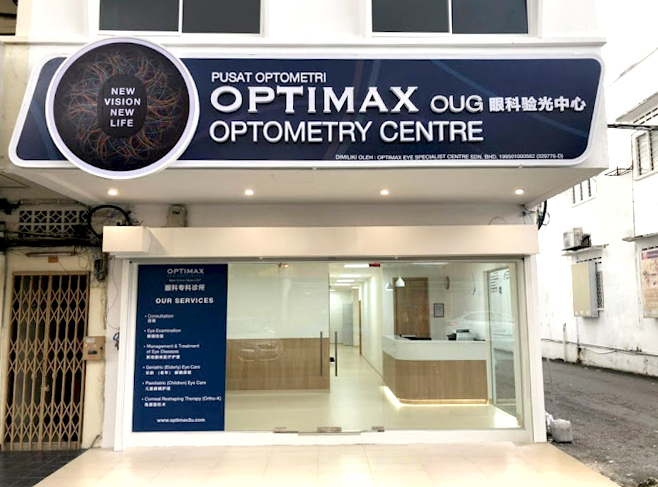 NEW
VISION
NEW
LIFE
PUSAT OPTOMETRI
OPTIMAX OUG 眼科验光中心
OPTOMETRY CENTRE
DIMILIKI OLEH : OPTIMAX EYE SPECIALIST CENTRE SDN. BHD.
OPTIMAX
眼科专科诊所
OUR SERVICES
• Consultation
• Eye Examination
• Management & Treatment
of Eye Diseases
• Geriatric (Elderly) Eye Care
• Paediatric (Children) Eye Care
• Corneal Reshaping Therapy (Ortho-K)
www.optimax2u.com